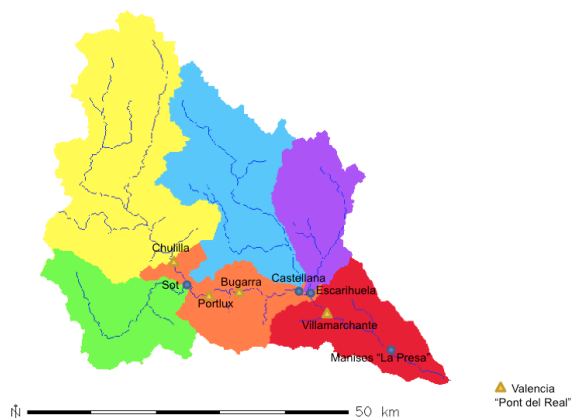 Chulilla
Sot
Portlux
Bugarra
Castellana
Escarihuela
Villamarchante
Manises "La Presa"
N
50 km
Valencia
"Pont del Real"